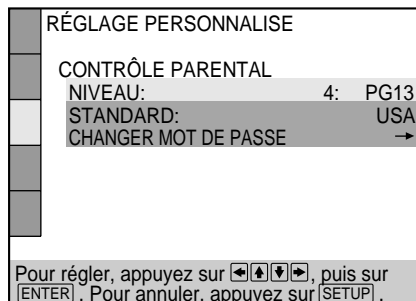 RÉGLAGE PERSONNALISE
CONTRÔLE PARENTAL
NIVEAU: 4: PG13
STANDARD: USA
CHANGER MOT DE PASSE →
Pour régler, appuyez sur ←↑↓→, puis sur
ENTER . Pour annuler, appuyez sur SETUP .